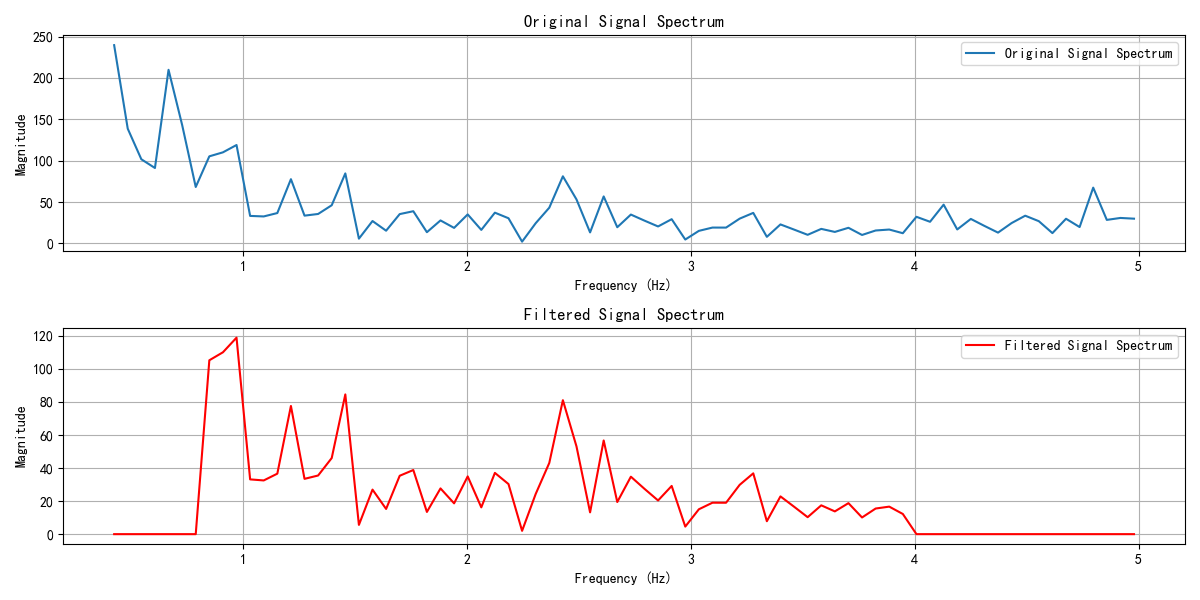 Original Signal Spectrum
250
200
150
100
50
0
Magnitude
Original Signal Spectrum
1
2
3
4
5
Frequency (Hz)
Filtered Signal Spectrum
120
100
80
60
40
20
0
Magnitude
Filtered Signal Spectrum
1
2
3
4
5
Frequency (Hz)